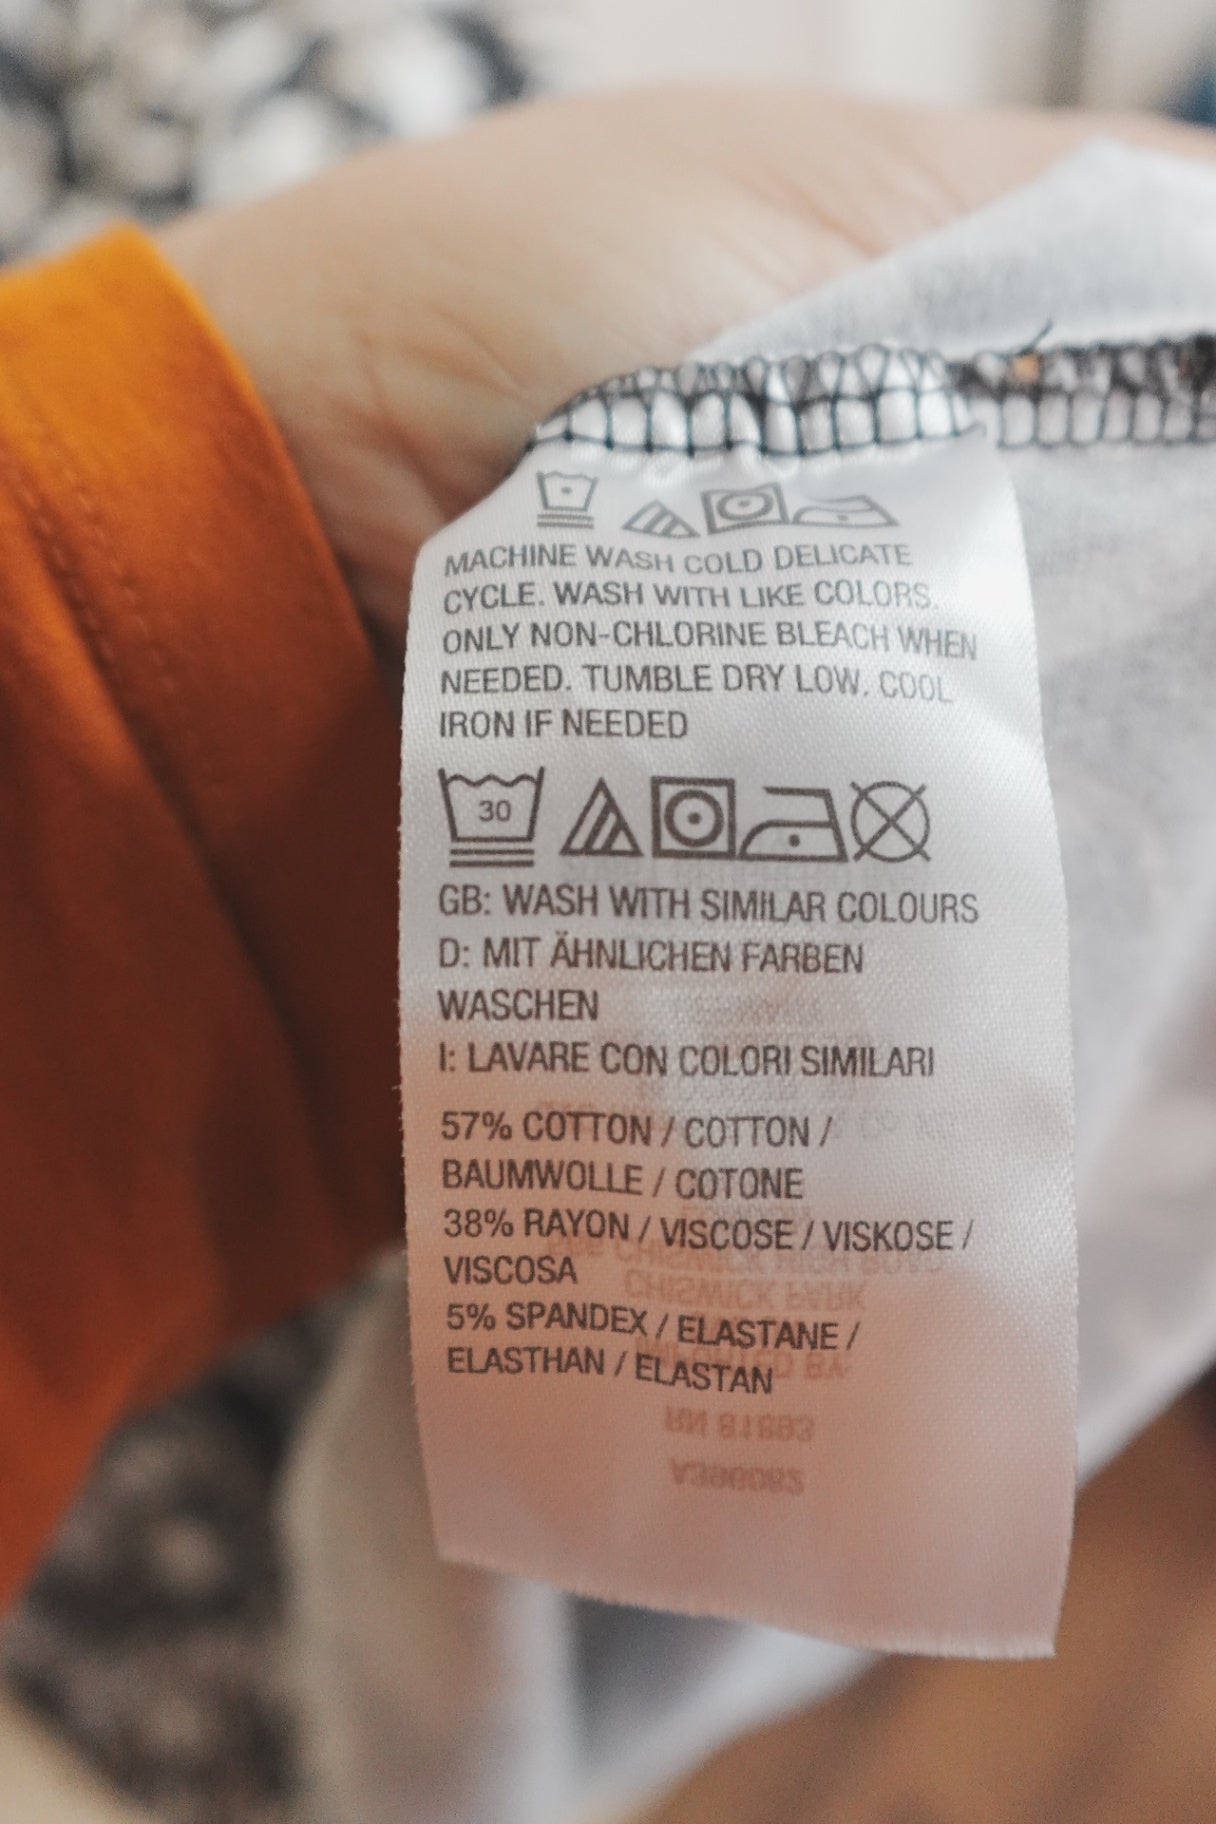 MACHINE WASH COLD DELICATE
CYCLE. WASH WITH LIKE COLORS.
ONLY NON-CHLORINE BLEACH WHEN
NEEDED. TUMBLE DRY LOW. COOL
IRON IF NEEDED
30
GB: WASH WITH SIMILAR COLOURS
D: MIT ÄHNLICHEN FARBEN
WASCHEN
I: LAVARE CON COLORI SIMILARI
57% COTTON / COTTON /
BAUMWOLLE / COTONE
38% RAYON / VISCOSE / VISKOSE /
VISCOSA
5% SPANDEX / ELASTANE /
ELASTHAN / ELASTAN
CHISWICK PARK